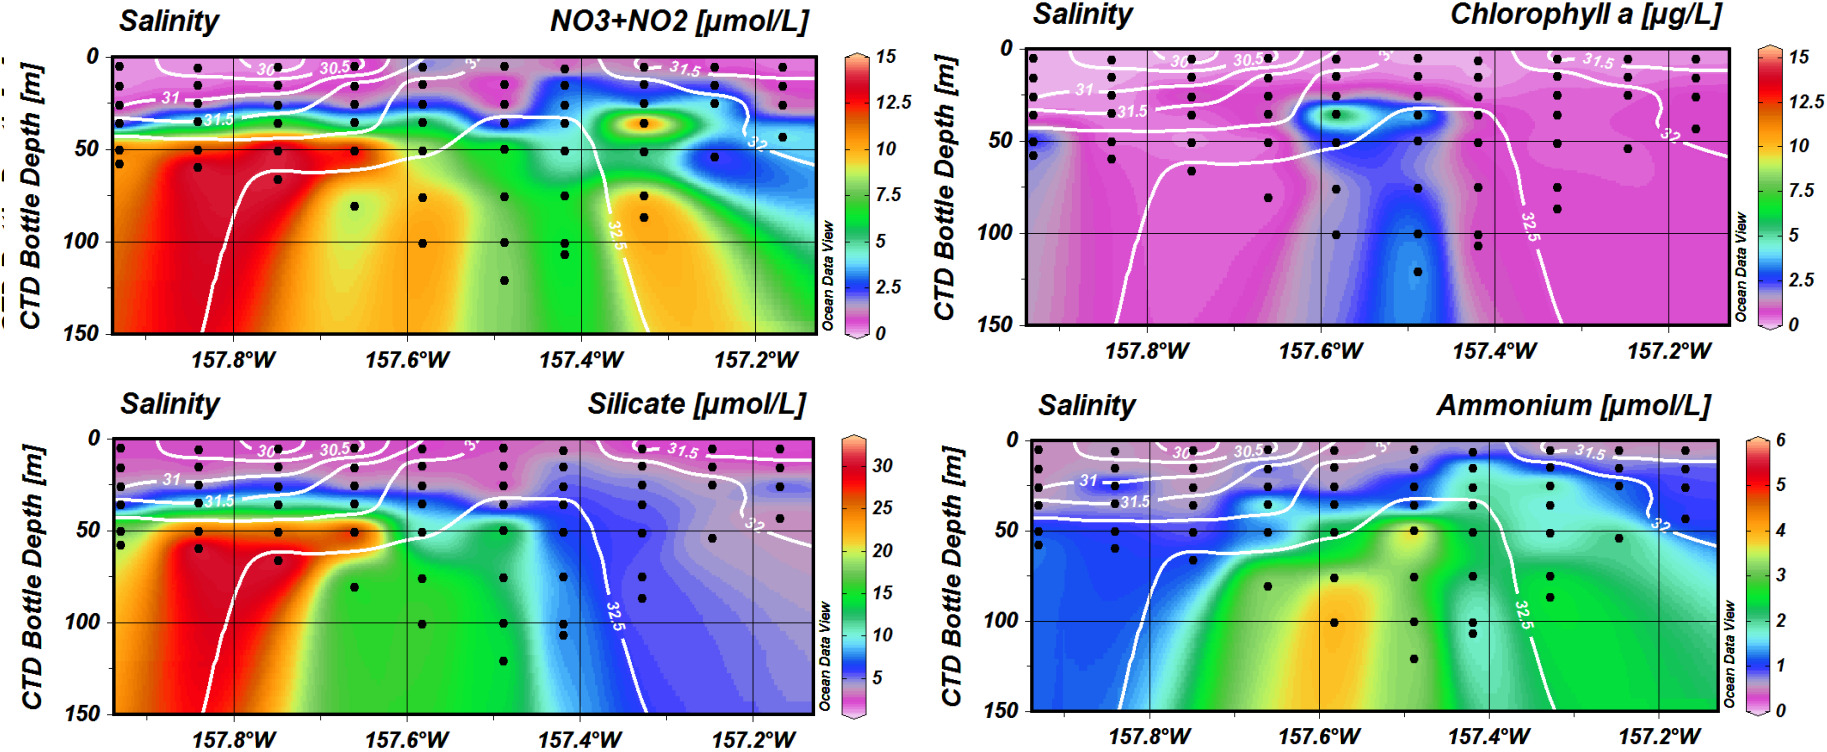 Salinity NO3+NO2 [µmol/L]
CTD Bottle Depth [m]
0
50
100
150
157.8°W 157.6°W 157.4°W 157.2°W
30 30.5 31.5
31
31.5
32
32.5
15
12.5
10
7.5
5
2.5
0
Ocean Data View
Salinity Chlorophyll a [µg/L]
CTD Bottle Depth [m]
0
50
100
150
157.8°W 157.6°W 157.4°W 157.2°W
30 30.5 31.5
31
31.5
32
32.5
15
12.5
10
7.5
5
2.5
0
Ocean Data View
Salinity Silicate [µmol/L]
CTD Bottle Depth [m]
0
50
100
150
157.8°W 157.6°W 157.4°W 157.2°W
30 30.5 31.5
31
31.5
32
32.5
30
25
20
15
10
5
Ocean Data View
Salinity Ammonium [µmol/L]
CTD Bottle Depth [m]
0
50
100
150
157.8°W 157.6°W 157.4°W 157.2°W
30 30.5 31.5
31
31.5
32
32.5
6
5
4
3
2
1
0
Ocean Data View